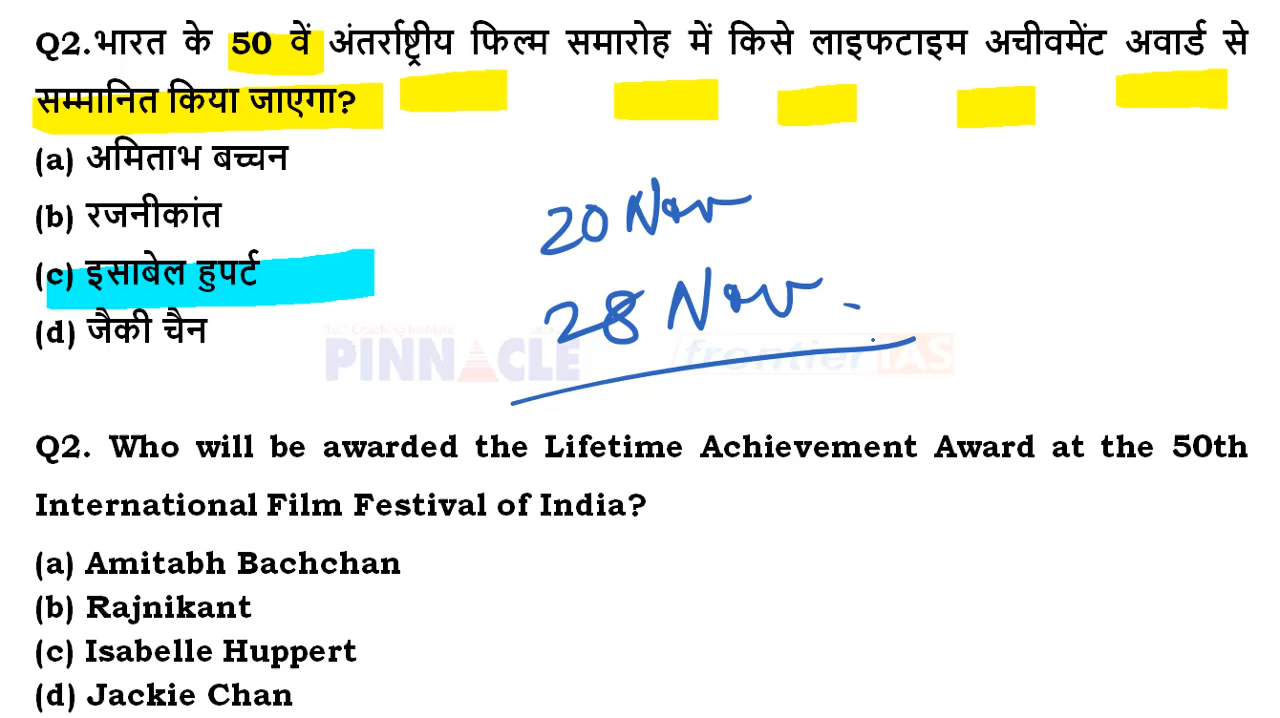 Q2.भारत के 50 वें अंतर्राष्ट्रीय फिल्म समारोह में किसे लाइफटाइम अचीवमेंट अवार्ड से
सम्मानित किया जाएगा?
(a) अमिताभ बच्चन
(b) रजनीकांत
(c) इसाबेल हुपर्ट
(d) जैकी चैन
20 Nov
28 Nov.
PINNACLE
frontier IAS
Q2. Who will be awarded the Lifetime Achievement Award at the 50th
International Film Festival of India?
(a) Amitabh Bachchan
(b) Rajnikant
(c) Isabelle Huppert
(d) Jackie Chan